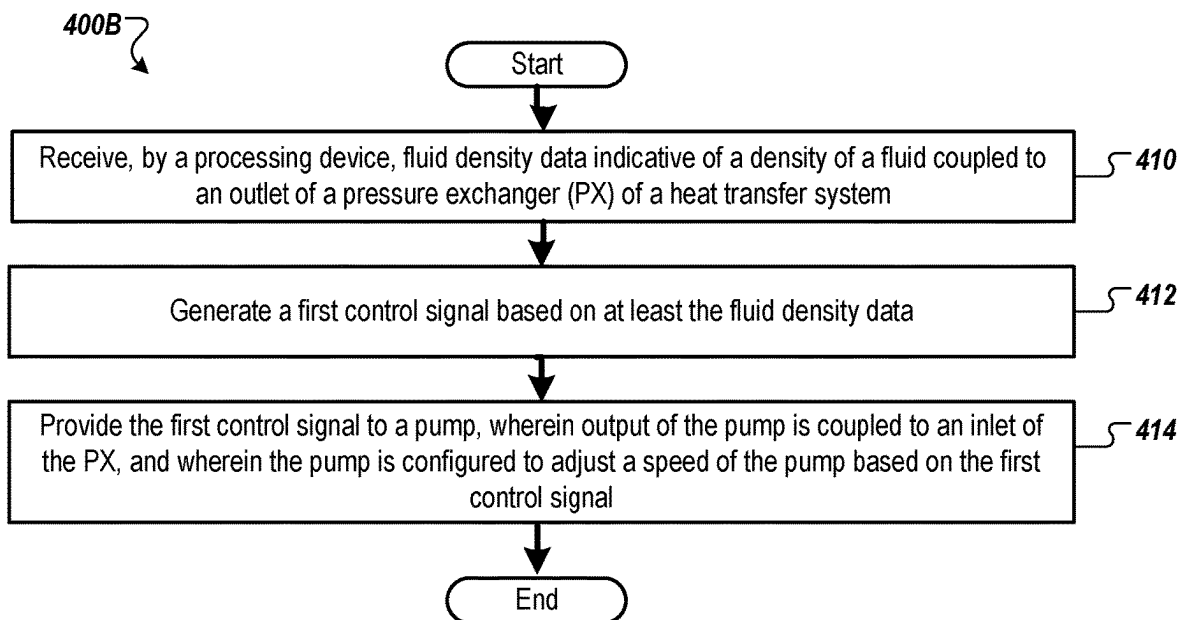 400B
Start
Receive, by a processing device, fluid density data indicative of a density of a fluid coupled to
an outlet of a pressure exchanger (PX) of a heat transfer system
410
Generate a first control signal based on at least the fluid density data
412
Provide the first control signal to a pump, wherein output of the pump is coupled to an inlet of
the PX, and wherein the pump is configured to adjust a speed of the pump based on the first
control signal
414
End